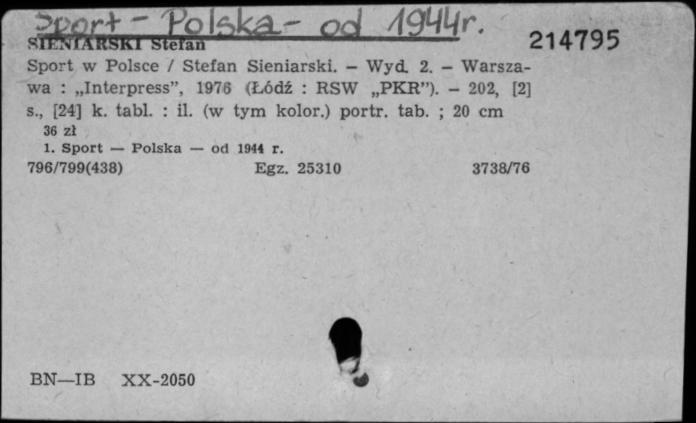 Sport - Polska - od 1944r.
SIENIARSKI Stefan
214795
Sport w Polsce / Stefan Sieniarski. — Wyd. 2. — Warsza-
wa : „Interpress”, 1976 (Łódź : RSW „PKR”). — 202, [2]
s., [24] k. tabl. : il. (w tym kolor.) portr. tab. ; 20 cm
36 zł
1. Sport — Polska — od 1944 r.
796/799(438) Egz. 25310 3738/76
BN—IB XX-2050